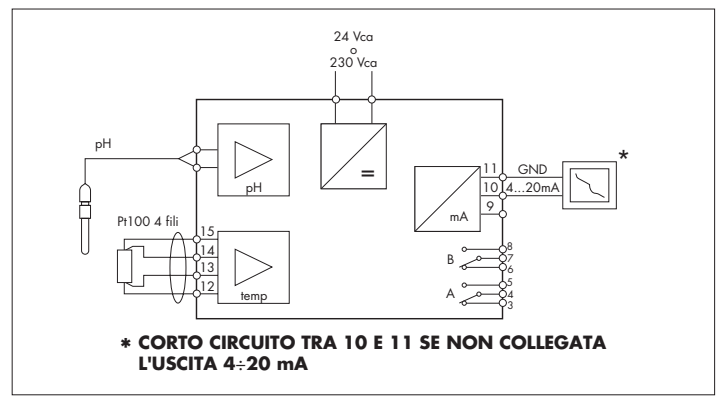 24 Vca
o
230 Vca
pH
pH
=
*
11 GND
10 4...20mA
9
mA
Pt100 4 fili
15
14
13
12
temp
8
B 7
6
5
A 4
3
* CORTO CIRCUITO TRA 10 E 11 SE NON COLLEGATA
L'USCITA 4÷20 mA